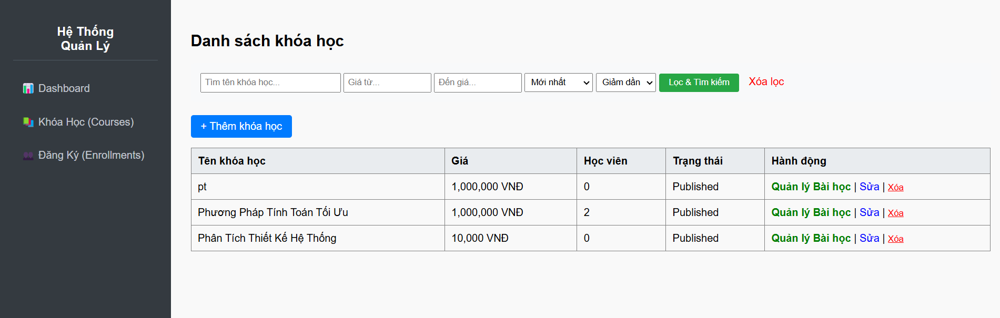 Hệ Thống
Quản Lý
Dashboard
Khóa Học (Courses)
Đăng Ký (Enrollments)
Danh sách khóa học
Tìm tên khóa học... Giá từ... Đến giá... Mới nhất Giảm dần Lọc & Tìm kiếm Xóa lọc
+ Thêm khóa học
Tên khóa học Giá Học viên Trạng thái Hành động
pt 1,000,000 VNĐ 0 Published Quản lý Bài học | Sửa | Xóa
Phương Pháp Tính Toán Tối Ưu 1,000,000 VNĐ 2 Published Quản lý Bài học | Sửa | Xóa
Phân Tích Thiết Kế Hệ Thống 10,000 VNĐ 0 Published Quản lý Bài học | Sửa | Xóa